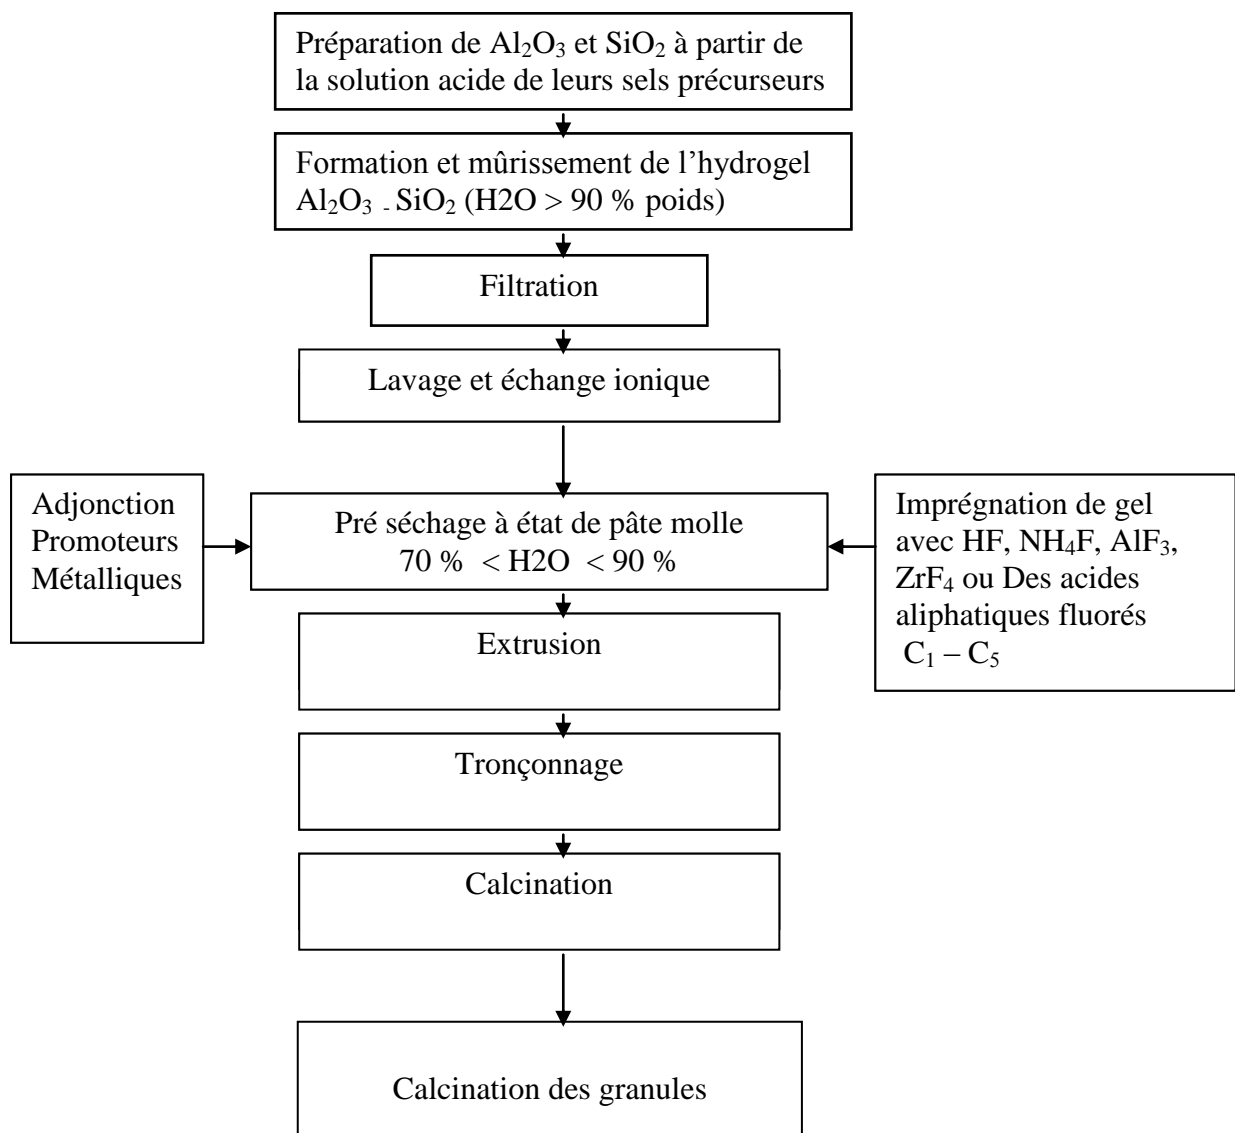 Préparation de Al₂O₃ et SiO₂ à partir de
la solution acide de leurs sels précurseurs
Formation et mûrissement de l’hydrogel
Al₂O₃ - SiO₂ (H2O > 90 % poids)
Filtration
Lavage et échange ionique
Adjonction
Promoteurs
Métalliques
Pré séchage à état de pâte molle
70 % < H2O < 90 %
Imprégnation de gel
avec HF, NH₄F, AlF₃,
ZrF₄ ou Des acides
aliphatiques fluorés
C₁ – C₅
Extrusion
Tronçonnage
Calcination
Calcination des granules